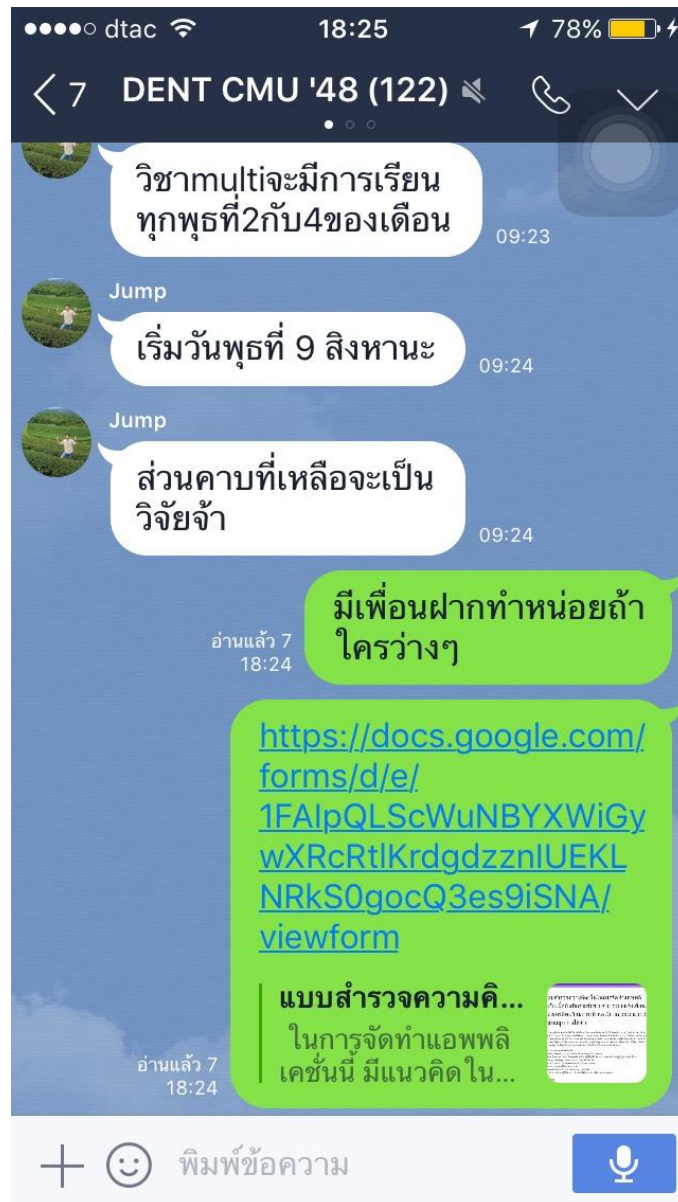 dtac 18:25 78%
7 DENT CMU '48 (122)
วิชาmultiจะมีการเรียน
ทุกพุธที่2กับ4ของเดือน
09:23
Jump
เริ่มวันพุธที่ 9 สิงหานะ
09:24
Jump
ส่วนคาบที่เหลือจะเป็น
วิจัยจ้า
09:24
มีเพื่อนฝากทำหน่อยถ้า
ใครว่างๆ
อ่านแล้ว 7
18:24
https://docs.google.com/
forms/d/e/
1FAIpQLScWuNBYXWiGy
wXRcRtlKrdgdzznIUEKL
NRkS0gocQ3es9iSNA/
viewform
แบบสำรวจความคิ...
ในการจัดทำแอพพลิ
เคชั่นนี้ มีแนวคิดใน...
อ่านแล้ว 7
18:24
พิมพ์ข้อความ